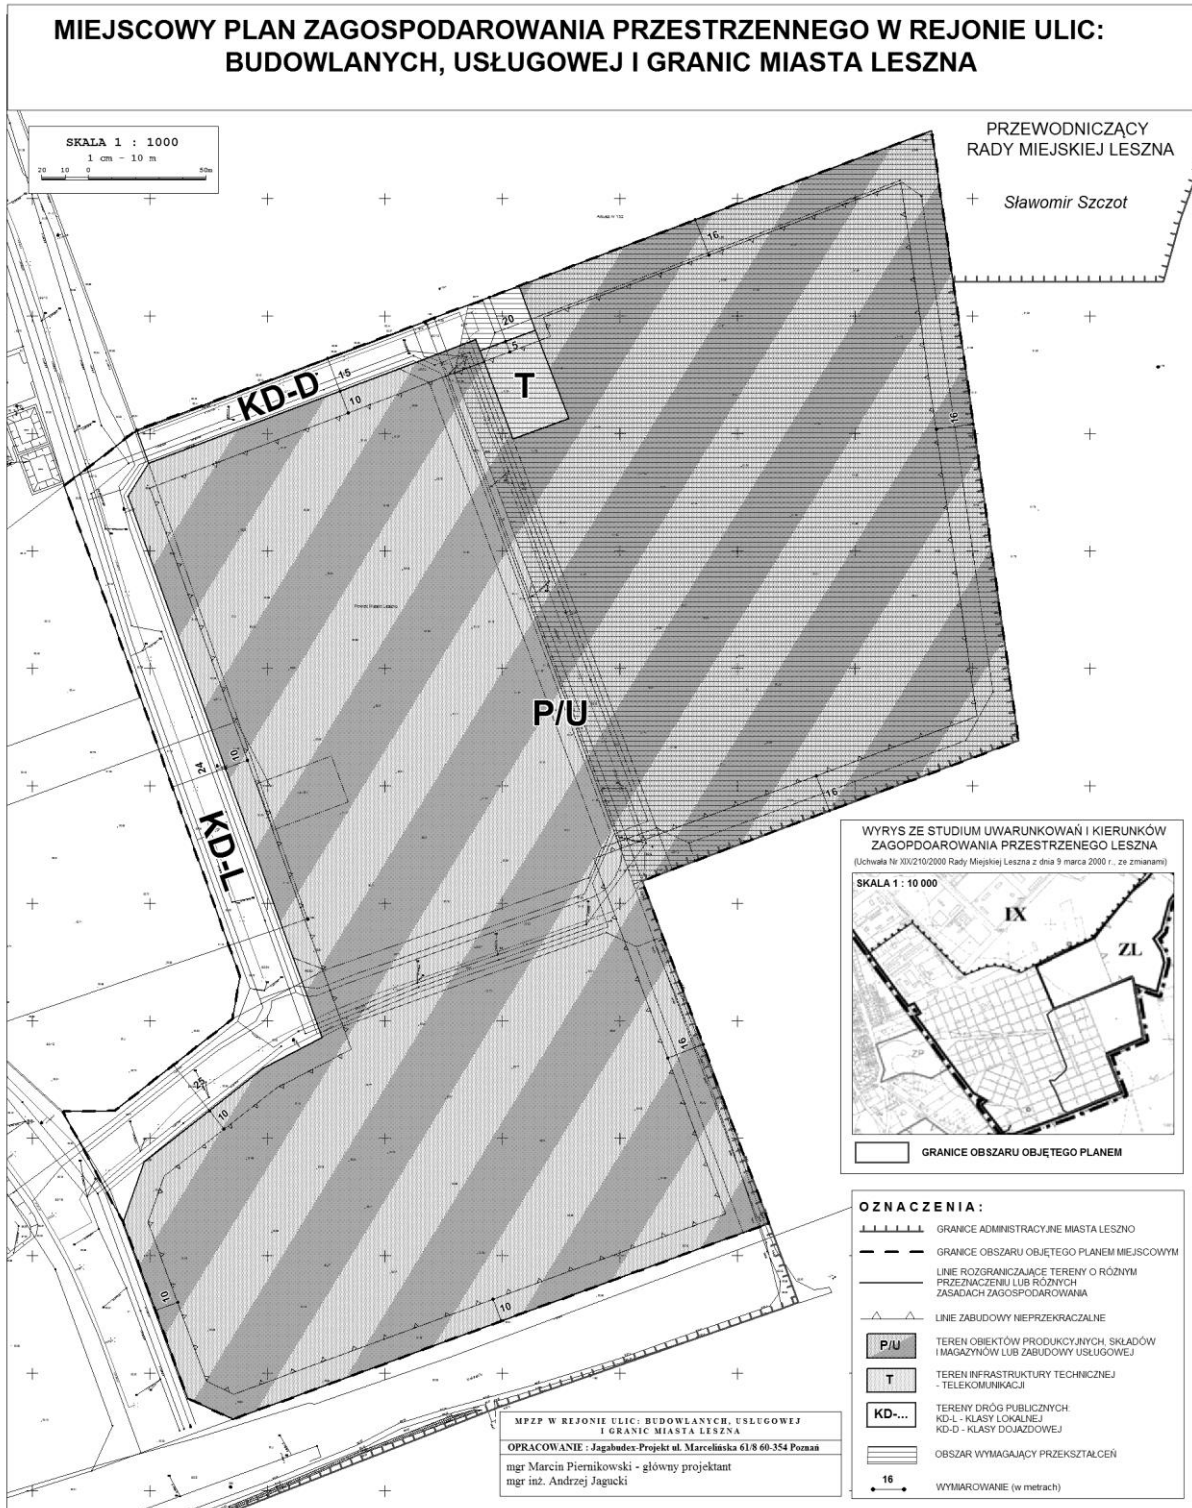 MIEJSCOWY PLAN ZAGOSPODAROWANIA PRZESTRZENNEGO W REJONIE ULIC:
BUDOWLANYCH, USŁUGOWEJ I GRANIC MIASTA LESZNA
SKALA 1 : 1000
1 cm - 10 m
20 10 0 50m
PRZEWODNICZĄCY
RADY MIEJSKIEJ LESZNA
Sławomir Szczot
16
20
5
T
KD-D
15
10
16
P/U
24
10
KD-L
16
16
25
10
10
10
WYRYS ZE STUDIUM UWARUNKOWAŃ I KIERUNKÓW
ZAGOPDOAROWANIA PRZESTRZENEGO LESZNA
(Uchwała Nr XIX/210/2000 Rady Miejskiej Leszna z dnia 9 marca 2000 r., ze zmianami)
SKALA 1 : 10 000
IX
ZL
ZP
GRANICE OBSZARU OBJĘTEGO PLANEM
OZNACZENIA:
GRANICE ADMINISTRACYJNE MIASTA LESZNO
GRANICE OBSZARU OBJĘTEGO PLANEM MIEJSCOWYM
LINIE ROZGRANICZAJĄCE TERENY O RÓŻNYM
PRZEZNACZENIU LUB RÓŻNYCH
ZASADACH ZAGOSPODAROWANIA
LINIE ZABUDOWY NIEPRZEKRACZALNE
P/U TEREN OBIEKTÓW PRODUKCYJNYCH, SKŁADÓW
I MAGAZYNÓW LUB ZABUDOWY USŁUGOWEJ
T TEREN INFRASTRUKTURY TECHNICZNEJ
- TELEKOMUNIKACJI
KD-... TERENY DRÓG PUBLICZNYCH:
KD-L - KLASY LOKALNEJ
KD-D - KLASY DOJAZDOWEJ
OBSZAR WYMAGAJĄCY PRZEKSZTAŁCEŃ
16 WYMIAROWANIE (w metrach)
MPZP W REJONIE ULIC: BUDOWLANYCH, USŁUGOWEJ
I GRANIC MIASTA LESZNA
OPRACOWANIE : Jagabudex-Projekt ul. Marcelińska 61/8 60-354 Poznań
mgr Marcin Piernikowski - główny projektant
mgr inż. Andrzej Jagucki